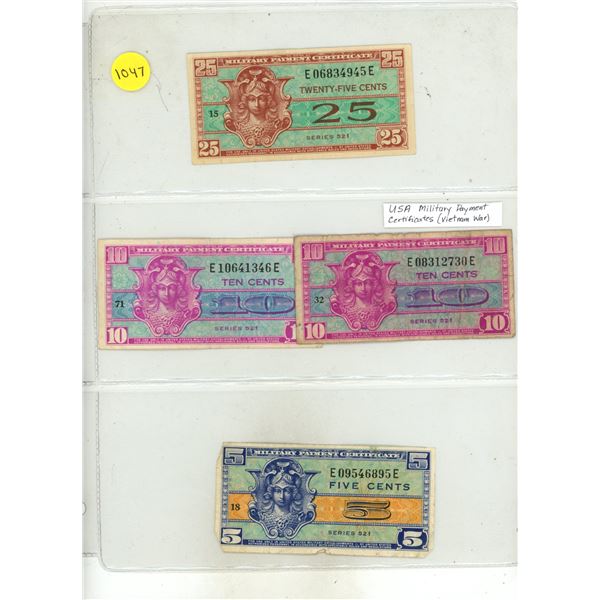 1047
25 MILITARY PAYMENT CERTIFICATE 25
E06834945E
TWENTY-FIVE CENTS
15 25
SERIES 521
25 25
USA Military Payment
Certificates (Vietnam War)
10 MILITARY PAYMENT CERTIFICATE
E10641346E
TEN CENTS
71 10
SERIES 521
10 1
10 MILITARY PAYMENT CERTIFICATE 10
E08312730E
TEN CENTS
32 10
SERIES 521
10 10
5 MILITARY PAYMENT CERTIFICATE 5
E09546895E
FIVE CENTS
18 5
SERIES 521
5 5